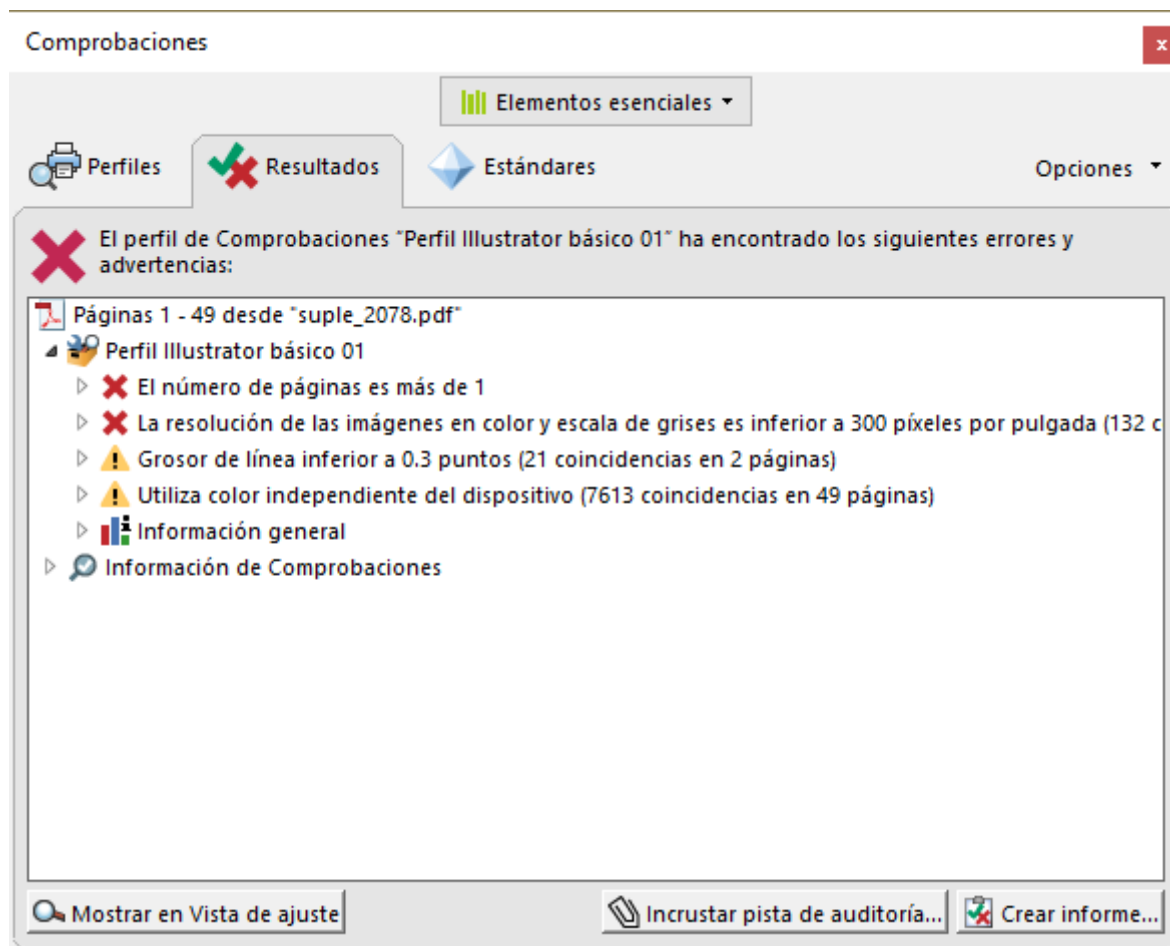 Comprobaciones
x
Elementos esenciales
Perfiles
Resultados
Estándares
Opciones
El perfil de Comprobaciones "Perfil Illustrator básico 01" ha encontrado los siguientes errores y
advertencias:
Páginas 1 - 49 desde "suple_2078.pdf"
Perfil Illustrator básico 01
El número de páginas es más de 1
La resolución de las imágenes en color y escala de grises es inferior a 300 píxeles por pulgada (132 c
Grosor de línea inferior a 0.3 puntos (21 coincidencias en 2 páginas)
Utiliza color independiente del dispositivo (7613 coincidencias en 49 páginas)
Información general
Información de Comprobaciones
Mostrar en Vista de ajuste
Incrustar pista de auditoría...
Crear informe...